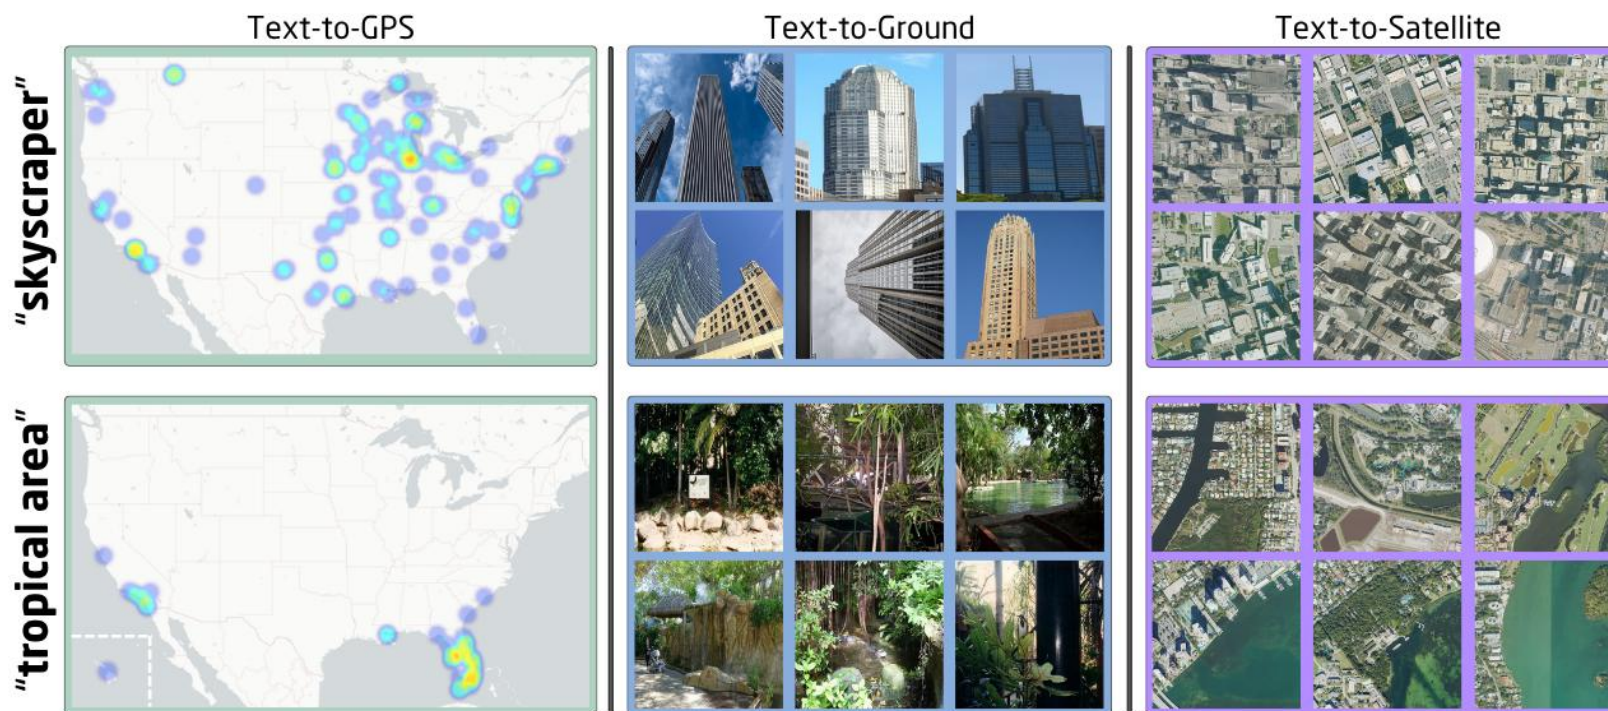 Text-to-GPS
Text-to-Ground
Text-to-Satellite
"skyscraper"
"tropical area"